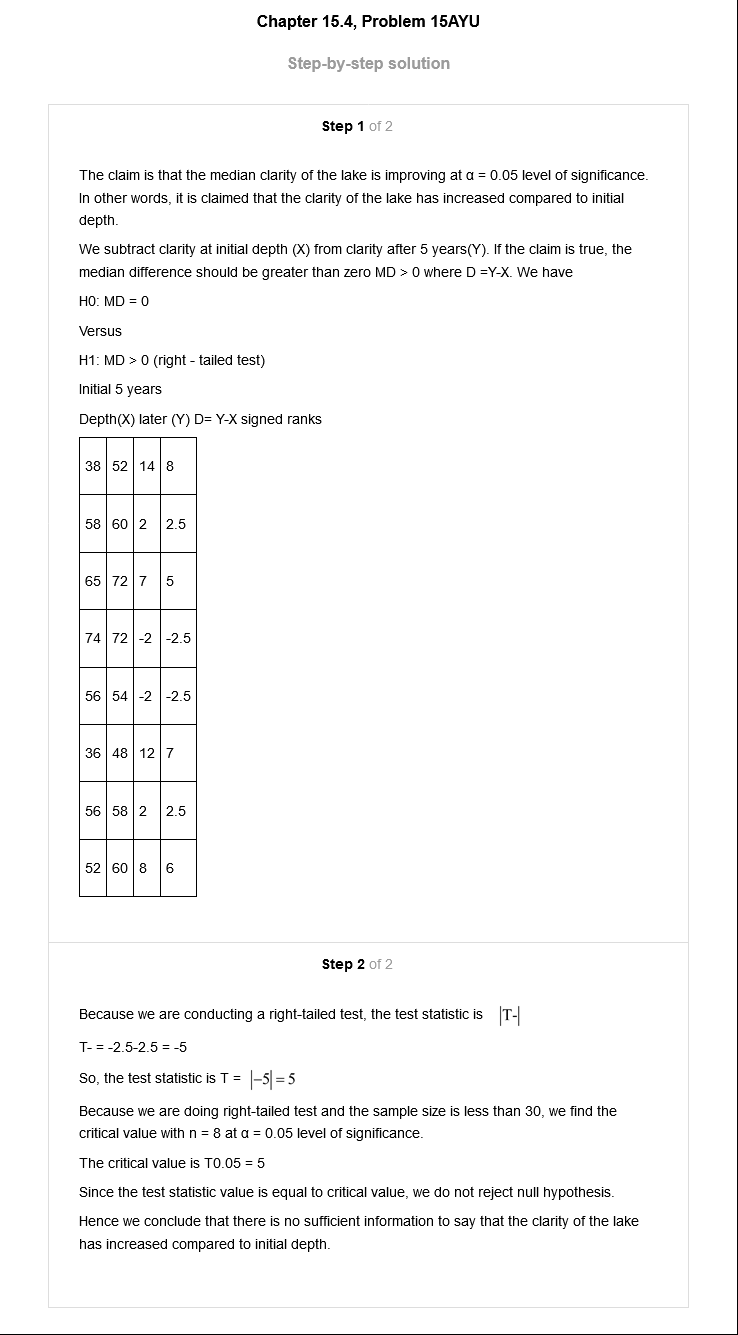 Chapter 15.4, Problem 15AYU
Step-by-step solution
Step 1 of 2
The claim is that the median clarity of the lake is improving at α = 0.05 level of significance.
In other words, it is claimed that the clarity of the lake has increased compared to initial
depth.
We subtract clarity at initial depth (X) from clarity after 5 years(Y). If the claim is true, the
median difference should be greater than zero MD > 0 where D =Y-X. We have
H0: MD = 0
Versus
H1: MD > 0 (right - tailed test)
Initial 5 years
Depth(X) later (Y) D= Y-X signed ranks
38 52 14 8
58 60 2 2.5
65 72 7 5
74 72 -2 -2.5
56 54 -2 -2.5
36 48 12 7
56 58 2 2.5
52 60 8 6
Step 2 of 2
Because we are conducting a right-tailed test, the test statistic is |T-|
T- = -2.5-2.5 = -5
So, the test statistic is T = |-5| = 5
Because we are doing right-tailed test and the sample size is less than 30, we find the
critical value with n = 8 at α = 0.05 level of significance.
The critical value is T0.05 = 5
Since the test statistic value is equal to critical value, we do not reject null hypothesis.
Hence we conclude that there is no sufficient information to say that the clarity of the lake
has increased compared to initial depth.